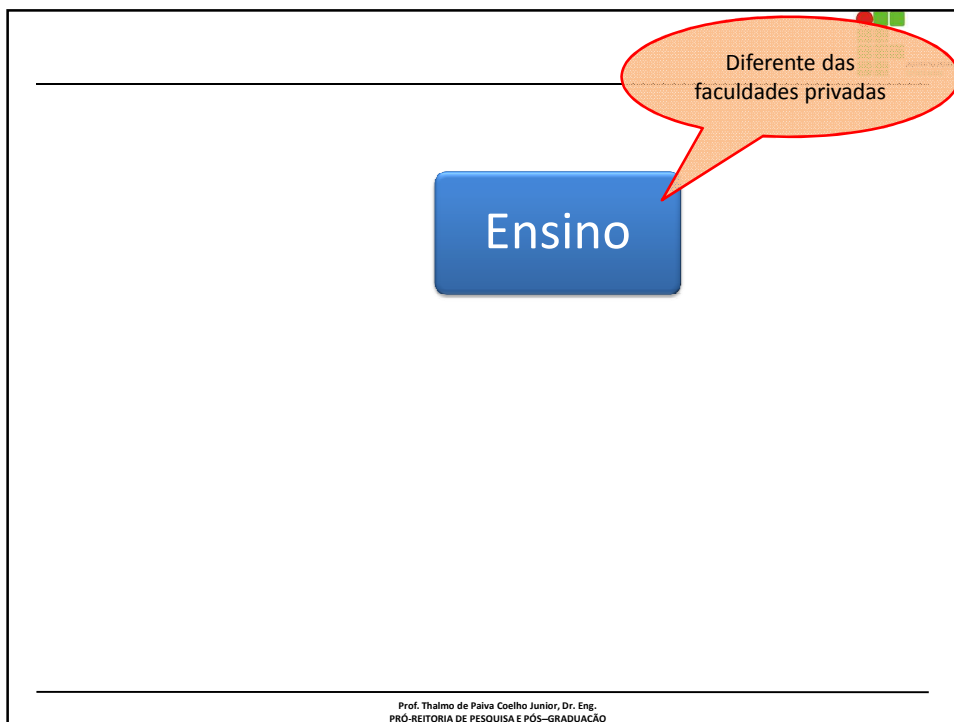 Diferente das
faculdades privadas
Ensino
Prof. Thalmo de Paiva Coelho Junior, Dr. Eng.
PRÓ-REITORIA DE PESQUISA E PÓS–GRADUAÇÃO